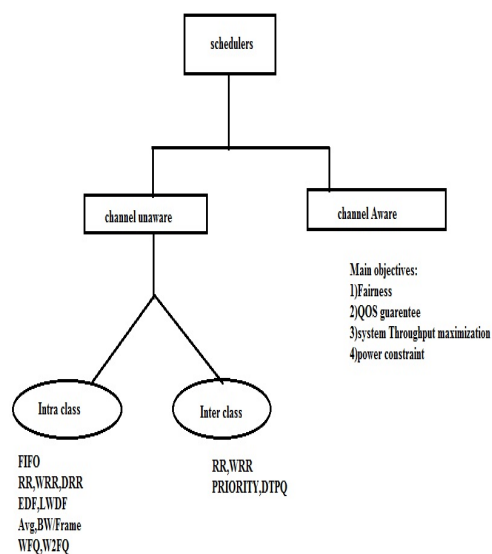 schedulers
channel unaware
channel Aware
Main objectives:
1)Fairness
2)QOS guarentee
3)system Throughput maximization
4)power constraint
Intra class
Inter class
FIFO
RR,WRR,DRR
EDF,LWDF
Avg,BW/Frame
WFQ,W2FQ
RR,WRR
PRIORITY,DTPQ